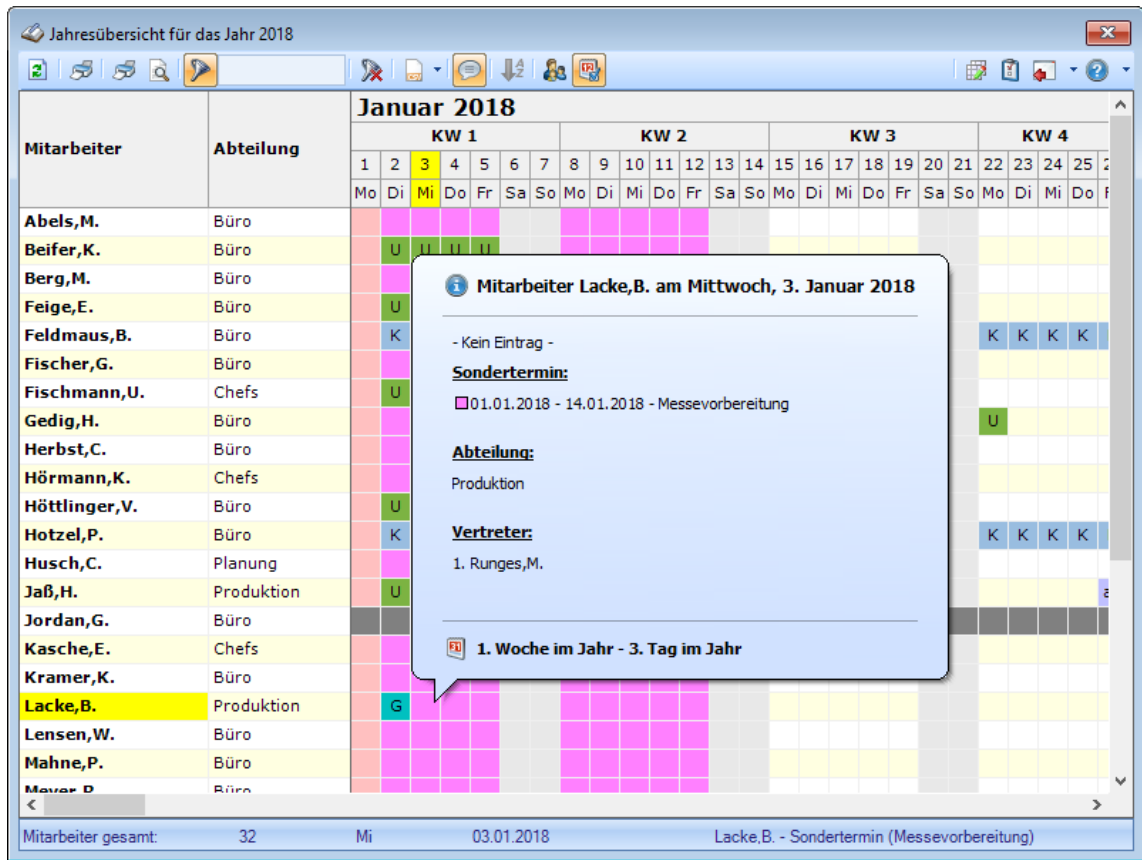 Jahresübersicht für das Jahr 2018
Januar 2018
Mitarbeiter Abteilung KW 1 KW 2 KW 3 KW 4
1 2 3 4 5 6 7 8 9 10 11 12 13 14 15 16 17 18 19 20 21 22 23 24 25
Mo Di Mi Do Fr Sa So Mo Di Mi Do Fr Sa So Mo Di Mi Do Fr Sa So Mo Di Mi Do
Abels,M. Büro
Beifer,K. Büro U U U U
Berg,M. Büro
Feige,E. Büro U
Feldmaus,B. Büro K K K K K
Fischer,G. Büro
Fischmann,U. Chefs U
Gedig,H. Büro U
Herbst,C. Büro
Hörmann,K. Chefs
Höttlinger,V. Büro U
Hotzel,P. Büro K K K K K
Husch,C. Planung
Jaß,H. Produktion U
Jordan,G. Büro
Kasche,E. Chefs
Kramer,K. Büro
Lacke,B. Produktion G
Lensen,W. Büro
Mahne,P. Büro
Büro
Mitarbeiter Lacke,B. am Mittwoch, 3. Januar 2018
- Kein Eintrag -
Sondertermin:
01.01.2018 - 14.01.2018 - Messevorbereitung
Abteilung:
Produktion
Vertreter:
1. Runges,M.
1. Woche im Jahr - 3. Tag im Jahr
Mitarbeiter gesamt: 32 Mi 03.01.2018 Lacke,B. - Sondertermin (Messevorbereitung)